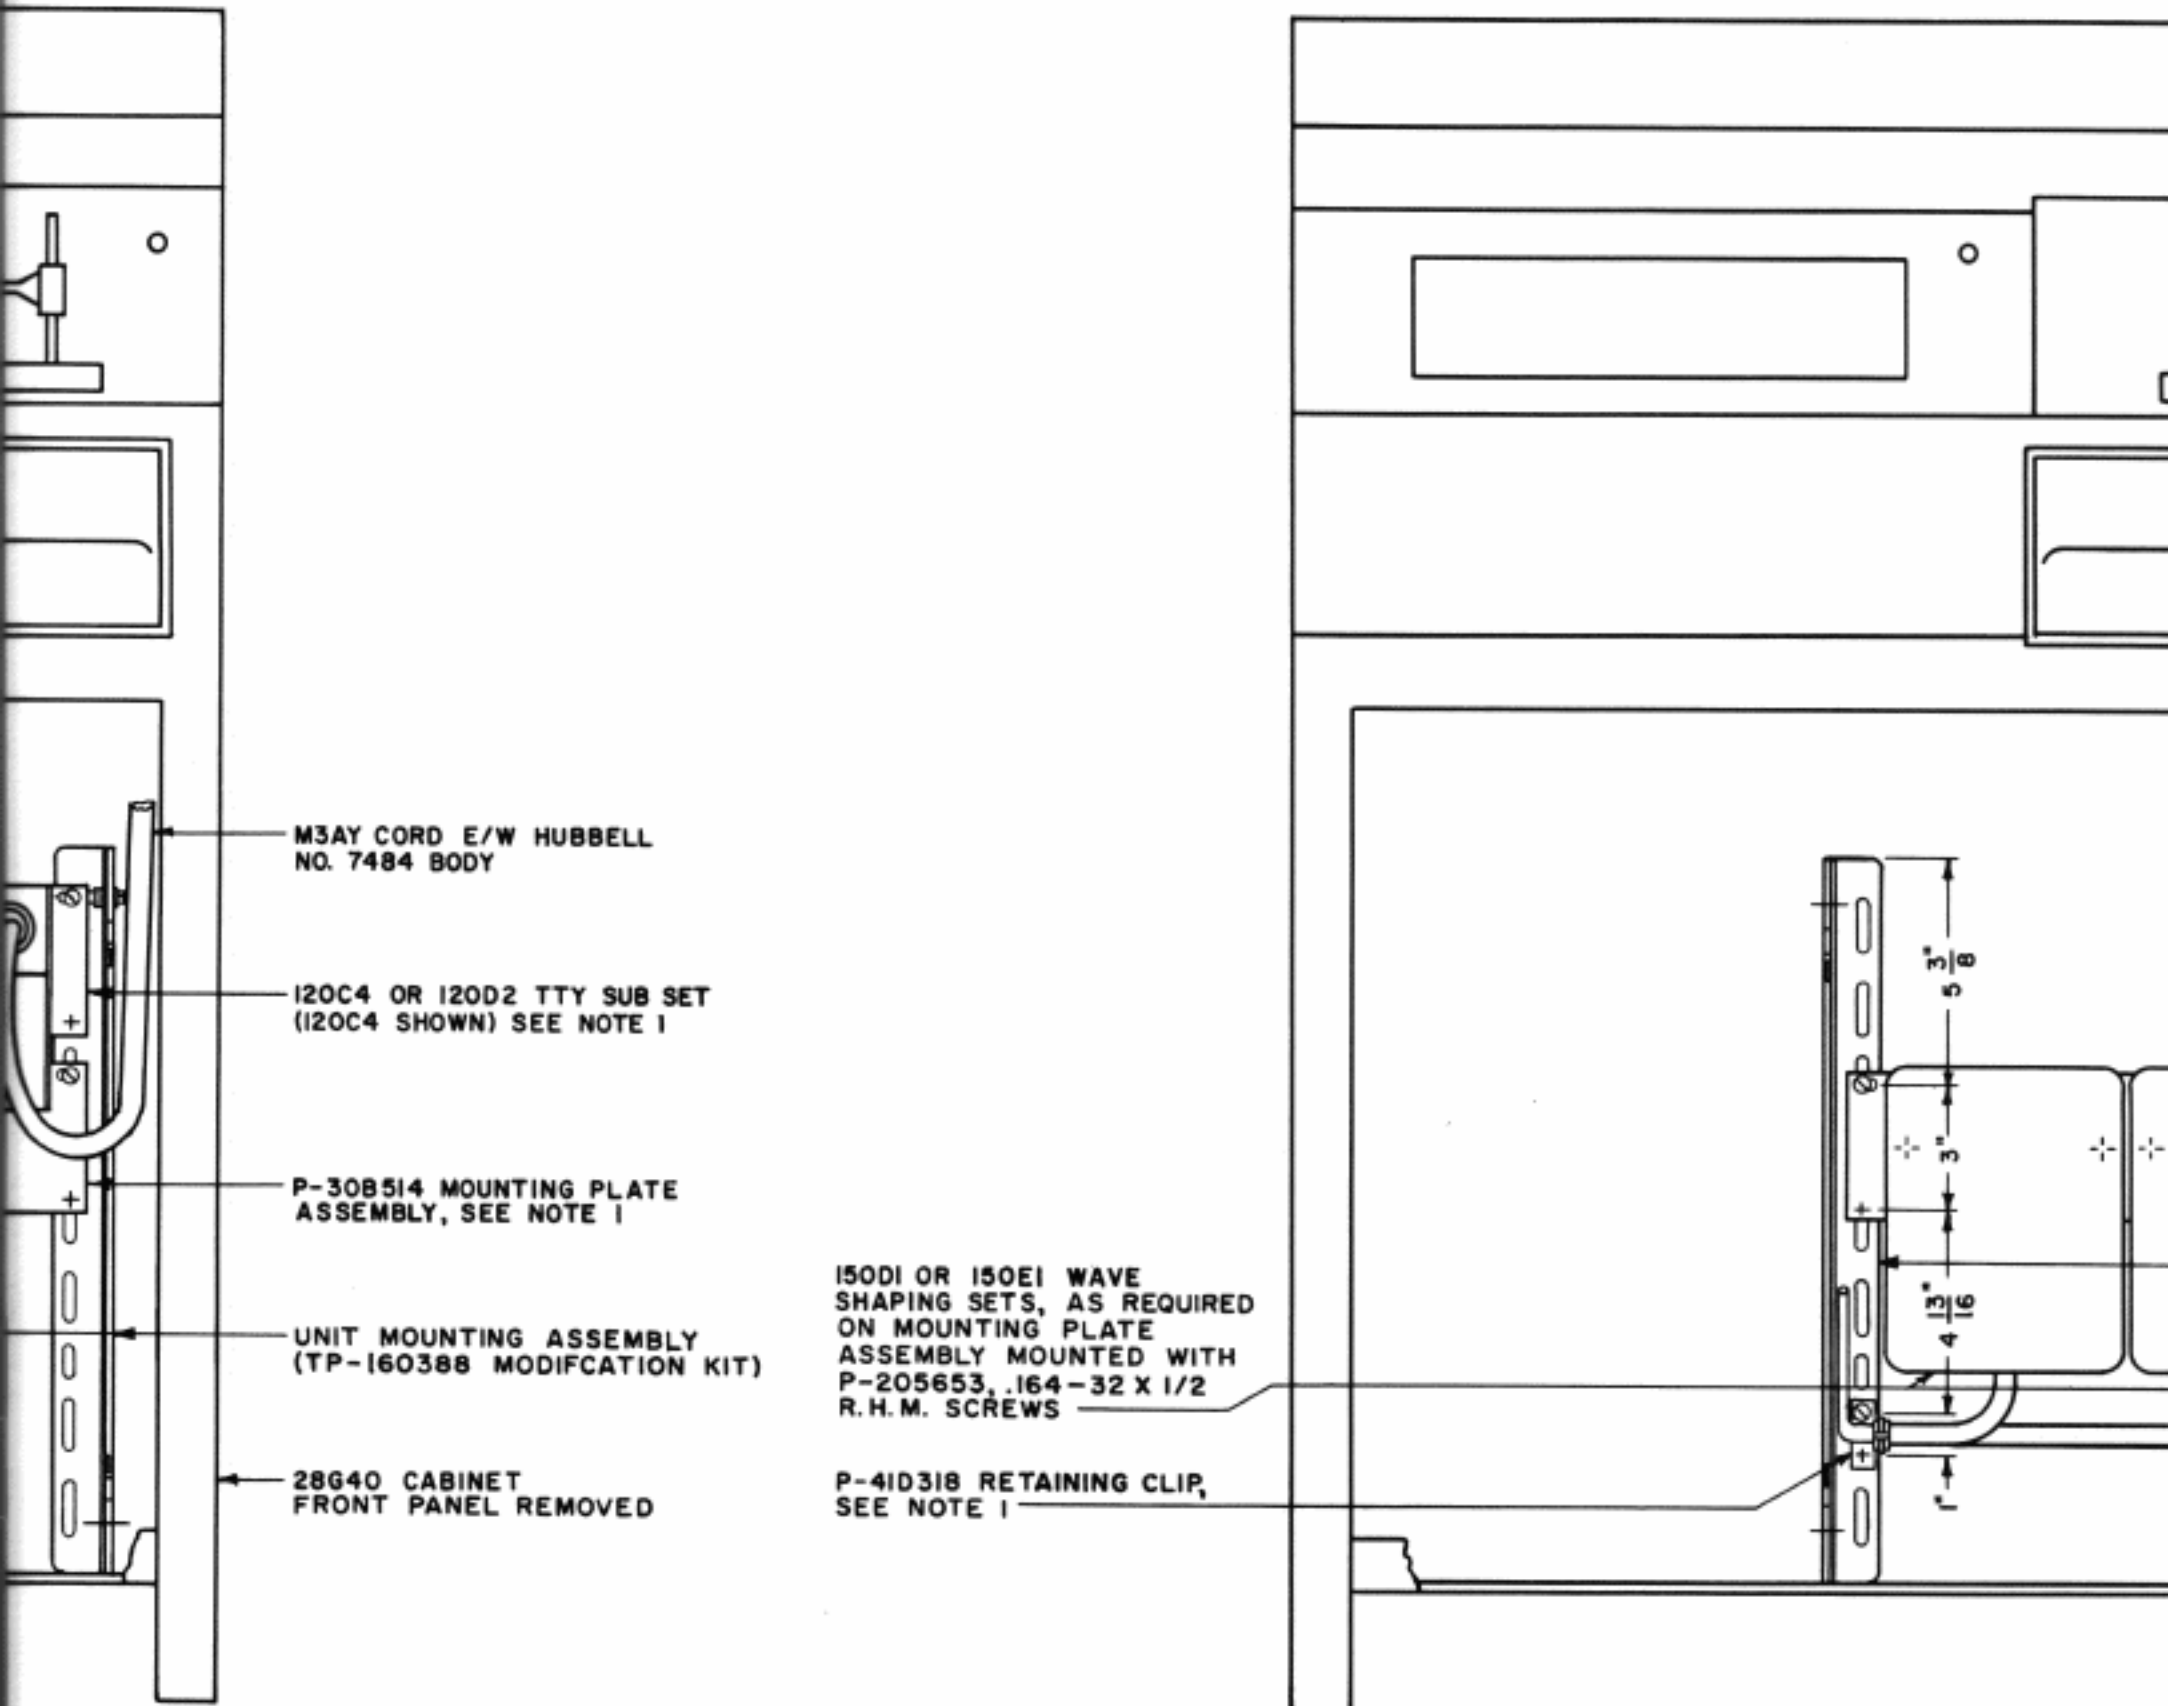 M3AY CORD E/W HUBBELL
NO. 7484 BODY
120C4 OR 120D2 TTY SUB SET
(120C4 SHOWN) SEE NOTE 1
P-30B514 MOUNTING PLATE
ASSEMBLY, SEE NOTE 1
UNIT MOUNTING ASSEMBLY
(TP-160388 MODIFCATION KIT)
28G40 CABINET
FRONT PANEL REMOVED
150D1 OR 150E1 WAVE
SHAPING SETS, AS REQUIRED
ON MOUNTING PLATE
ASSEMBLY MOUNTED WITH
P-205653, .164-32 X 1/2
R.H.M. SCREWS
P-41D318 RETAINING CLIP,
SEE NOTE 1
5 3/8"
3"
4 13/16"
1"